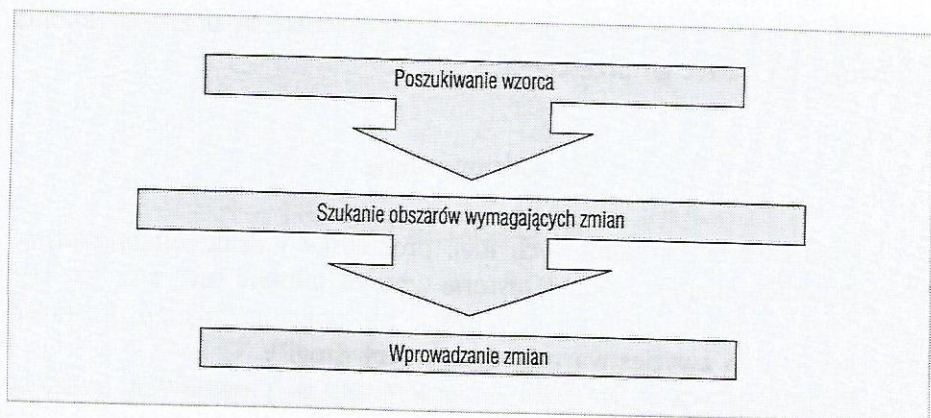 Poszukiwanie wzorca
Szukanie obszarów wymagających zmian
Wprowadzanie zmian